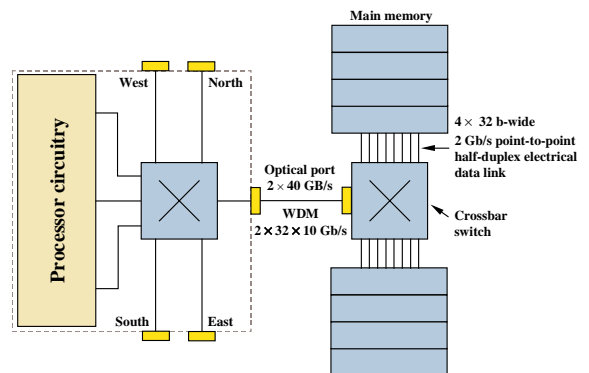 Main memory
West
North
Processor circuitry
4 × 32 b-wide
2 Gb/s point-to-point
half-duplex electrical
data link
Optical port
2 × 40 GB/s
WDM
2 × 32 × 10 Gb/s
Crossbar
switch
South
East